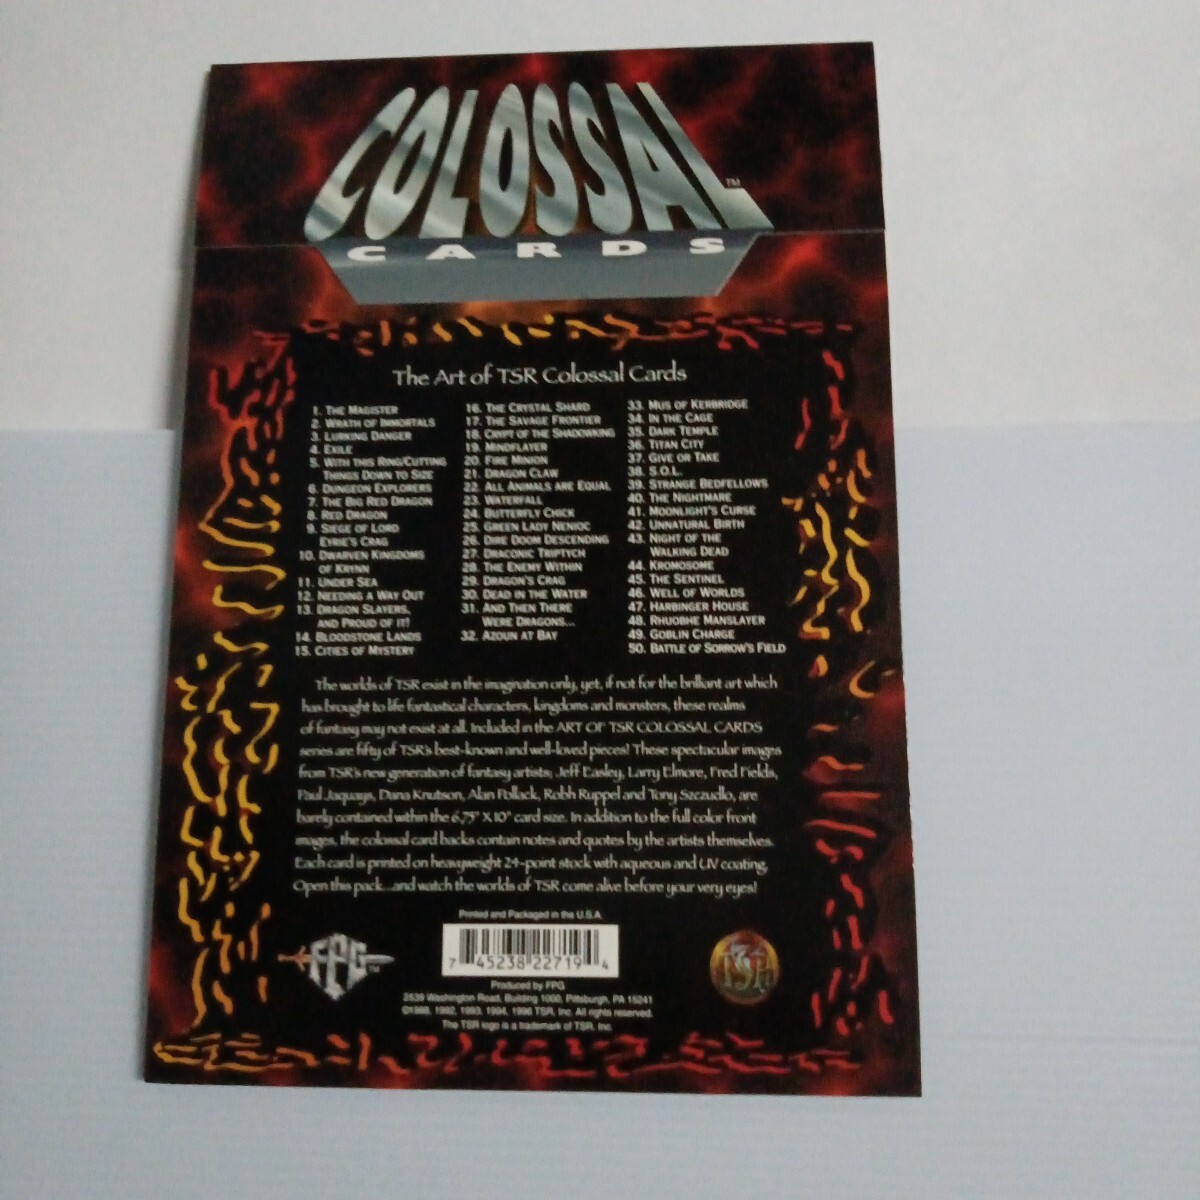 COLOSSAL™
CARDS
The Art of TSR Colossal Cards
1. THE MAGISTER
2. WRATH OF IMMORTALS
3. LURKING DANGER
4. EXILE
5. WITH THIS RING/CUTTING
THINGS DOWN TO SIZE
6. DUNGEON EXPLORERS
7. THE BIG RED DRAGON
8. RED DRAGON
9. SIEGE OF LORD
EYRIE'S CRAG
10. DWARVEN KINGDOMS
OF KRYNN
11. UNDER SEA
12. NEEDING A WAY OUT
13. DRAGON SLAYERS,
AND PROUD OF IT!
14. BLOODSTONE LANDS
15. CITIES OF MYSTERY
16. THE CRYSTAL SHARD
17. THE SAVAGE FRONTIER
18. CRYPT OF THE SHADOWKING
19. MINDFLAYER
20. FIRE MINION
21. DRAGON CLAW
22. ALL ANIMALS ARE EQUAL
23. WATERFALL
24. BUTTERFLY CHICK
25. GREEN LADY NENIOC
26. DIRE DOOM DESCENDING
27. DRACONIC TRIPTYCH
28. THE ENEMY WITHIN
29. DRAGON'S CRAG
30. DEAD IN THE WATER
31. AND THEN THERE
WERE DRAGONS...
32. AZOUN AT BAY
33. MUS OF KERBRIDGE
34. IN THE CAGE
35. DARK TEMPLE
36. TITAN CITY
37. GIVE OR TAKE
38. S.O.L.
39. STRANGE BEDFELLOWS
40. THE NIGHTMARE
41. MOONLIGHT'S CURSE
42. UNNATURAL BIRTH
43. NIGHT OF THE
WALKING DEAD
44. KROMOSOME
45. THE SENTINEL
46. WELL OF WORLDS
47. HARBINGER HOUSE
48. RHUOBHE MANSLAYER
49. GOBLIN CHARGE
50. BATTLE OF SORROW'S FIELD
The worlds of TSR exist in the imagination only, yet, if not for the brilliant art which
has brought to life fantastical characters, kingdoms and monsters, these realms
of fantasy may not exist at all. Included in the ART OF TSR COLOSSAL CARDS
series are fifty of TSR's best-known and well-loved pieces! These spectacular images
from TSR's new generation of fantasy artists; Jeff Easley, Larry Elmore, Fred Fields,
Paul Jaquays, Dana Knutson, Alan Pollack, Robh Ruppel and Tony Szczudlo, are
barely contained within the 6.75" X 10" card size. In addition to the full color front
images, the colossal card backs contain notes and quotes by the artists themselves.
Each card is printed on heavyweight 24-point stock with aqueous and UV coating.
Open this pack...and watch the worlds of TSR come alive before your very eyes!
Printed and Packaged in the U.S.A.
FPG™
7 45238 22719 4
TSR
Produced by FPG
2539 Washington Road, Building 1000, Pittsburgh, PA 15241
©1988, 1992, 1993, 1994, 1996 TSR, Inc. All rights reserved.
The TSR logo is a trademark of TSR, Inc.